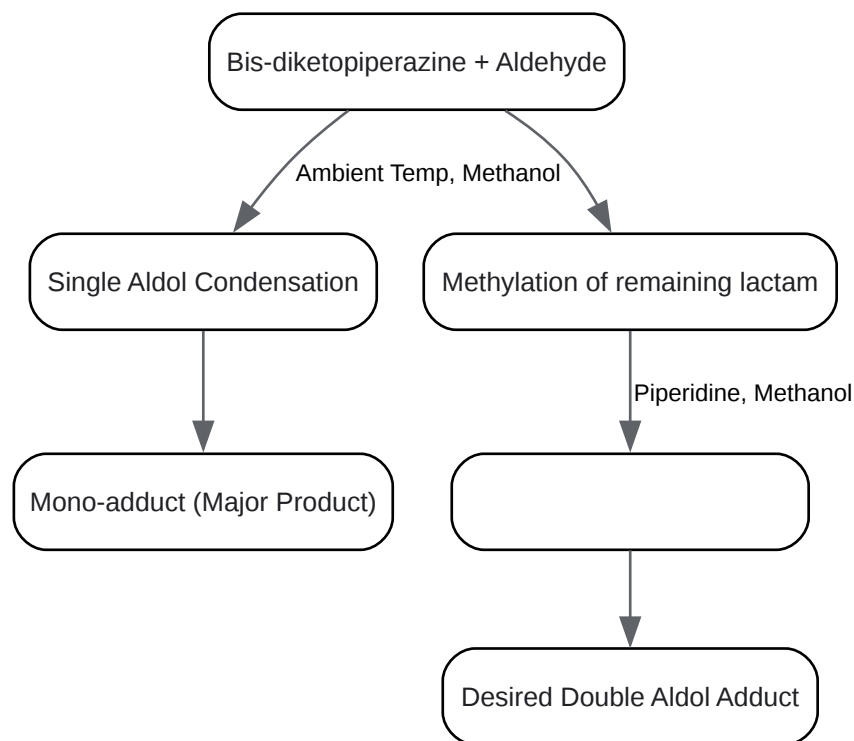 Bis-diketopiperazine + Aldehyde
Ambient Temp, Methanol
Single Aldol Condensation
Methylation of remaining lactam
Piperidine, Methanol
Mono-adduct (Major Product)
Desired Double Aldol Adduct